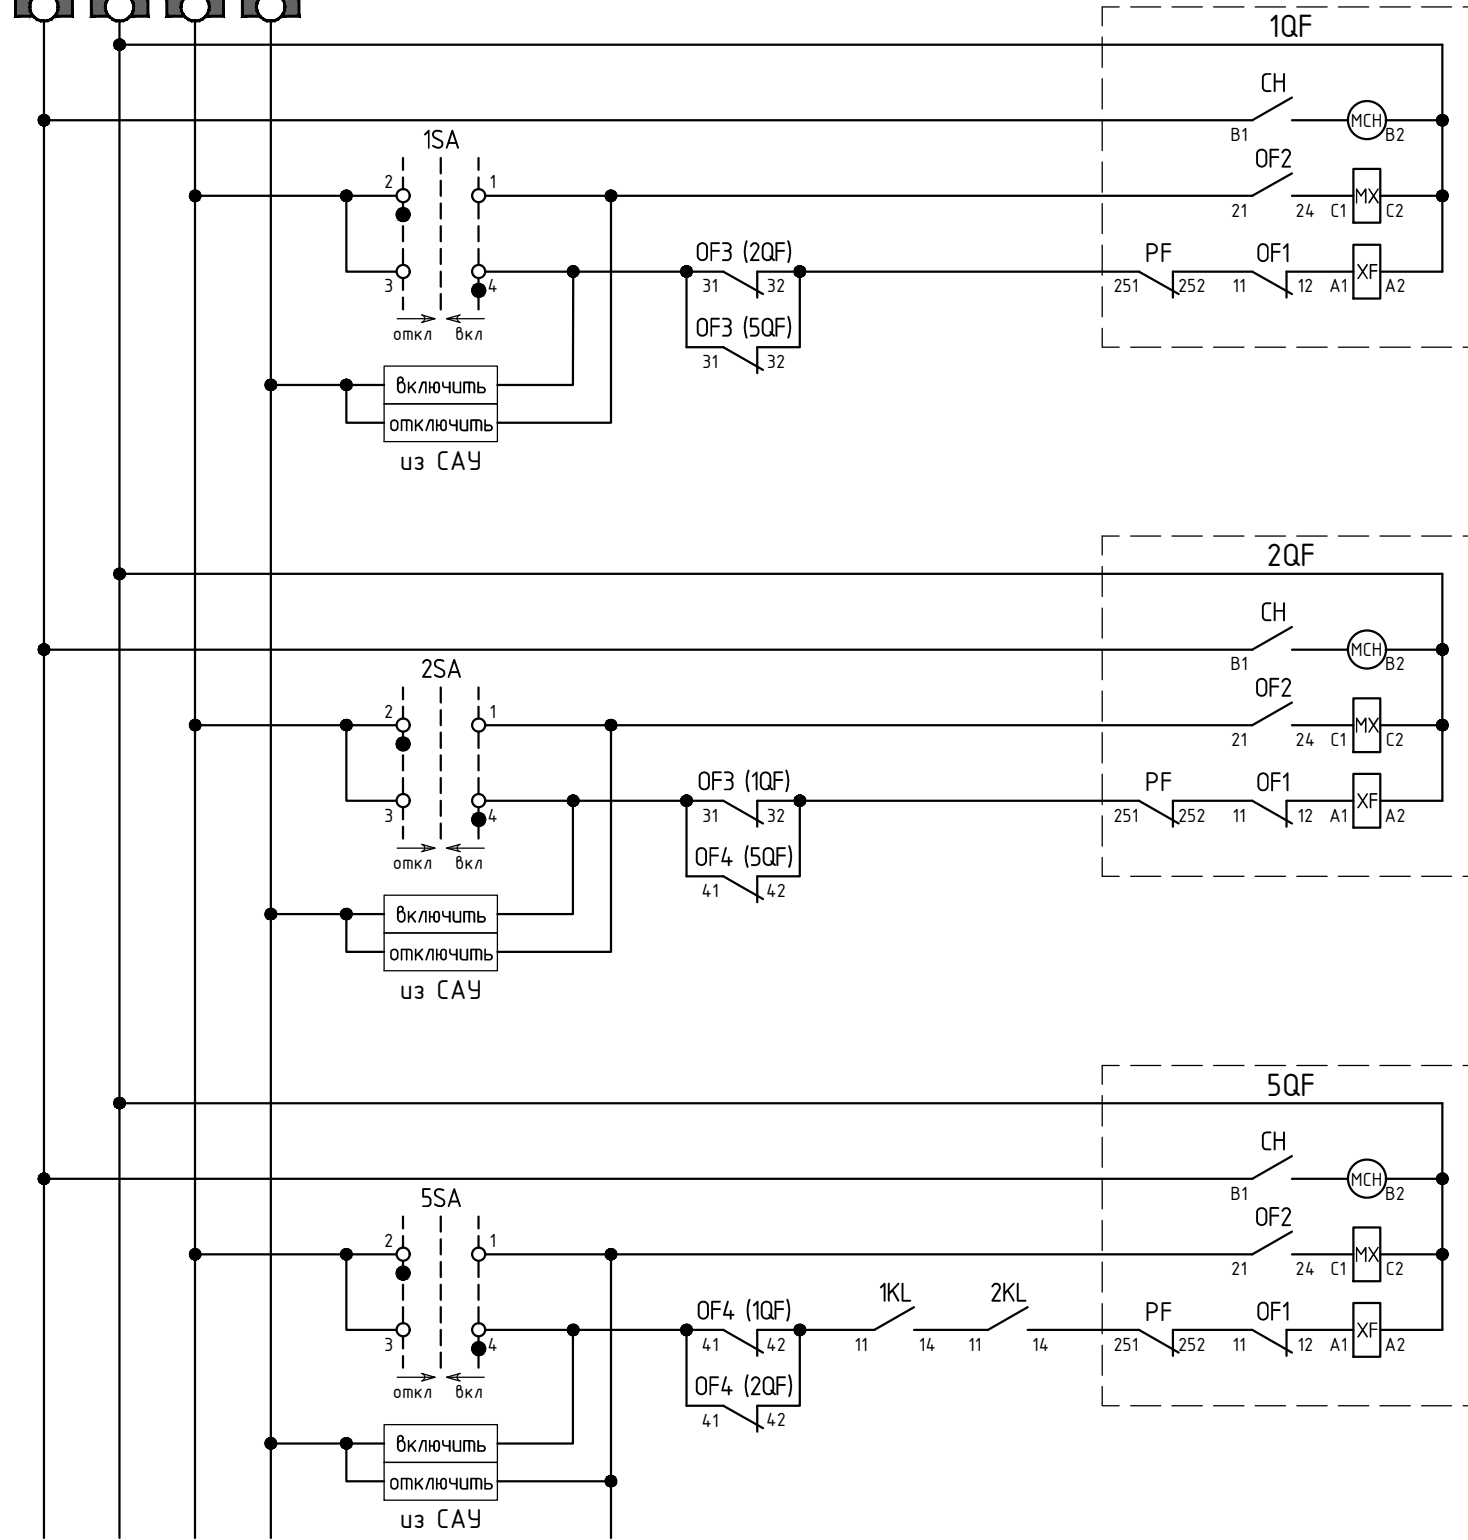 1QF
CH
B1 MCH B2
1SA
OF2
2 1
21 24 C1 MX C2
OF3 (2QF) PF OF1
3 4 31 32 251 252 11 12 A1 XF A2
откл вкл
OF3 (5QF)
31 32
включить
отключить
из САУ
2QF
CH
B1 MCH B2
2SA
OF2
2 1
21 24 C1 MX C2
OF3 (1QF) PF OF1
3 4 31 32 251 252 11 12 A1 XF A2
откл вкл
OF4 (5QF)
41 42
включить
отключить
из САУ
5QF
CH
B1 MCH B2
5SA
OF2
2 1
21 24 C1 MX C2
OF4 (1QF) 1KL 2KL PF OF1
3 4 41 42 11 14 11 14 251 252 11 12 A1 XF A2
откл вкл
OF4 (2QF)
41 42
включить
отключить
из САУ